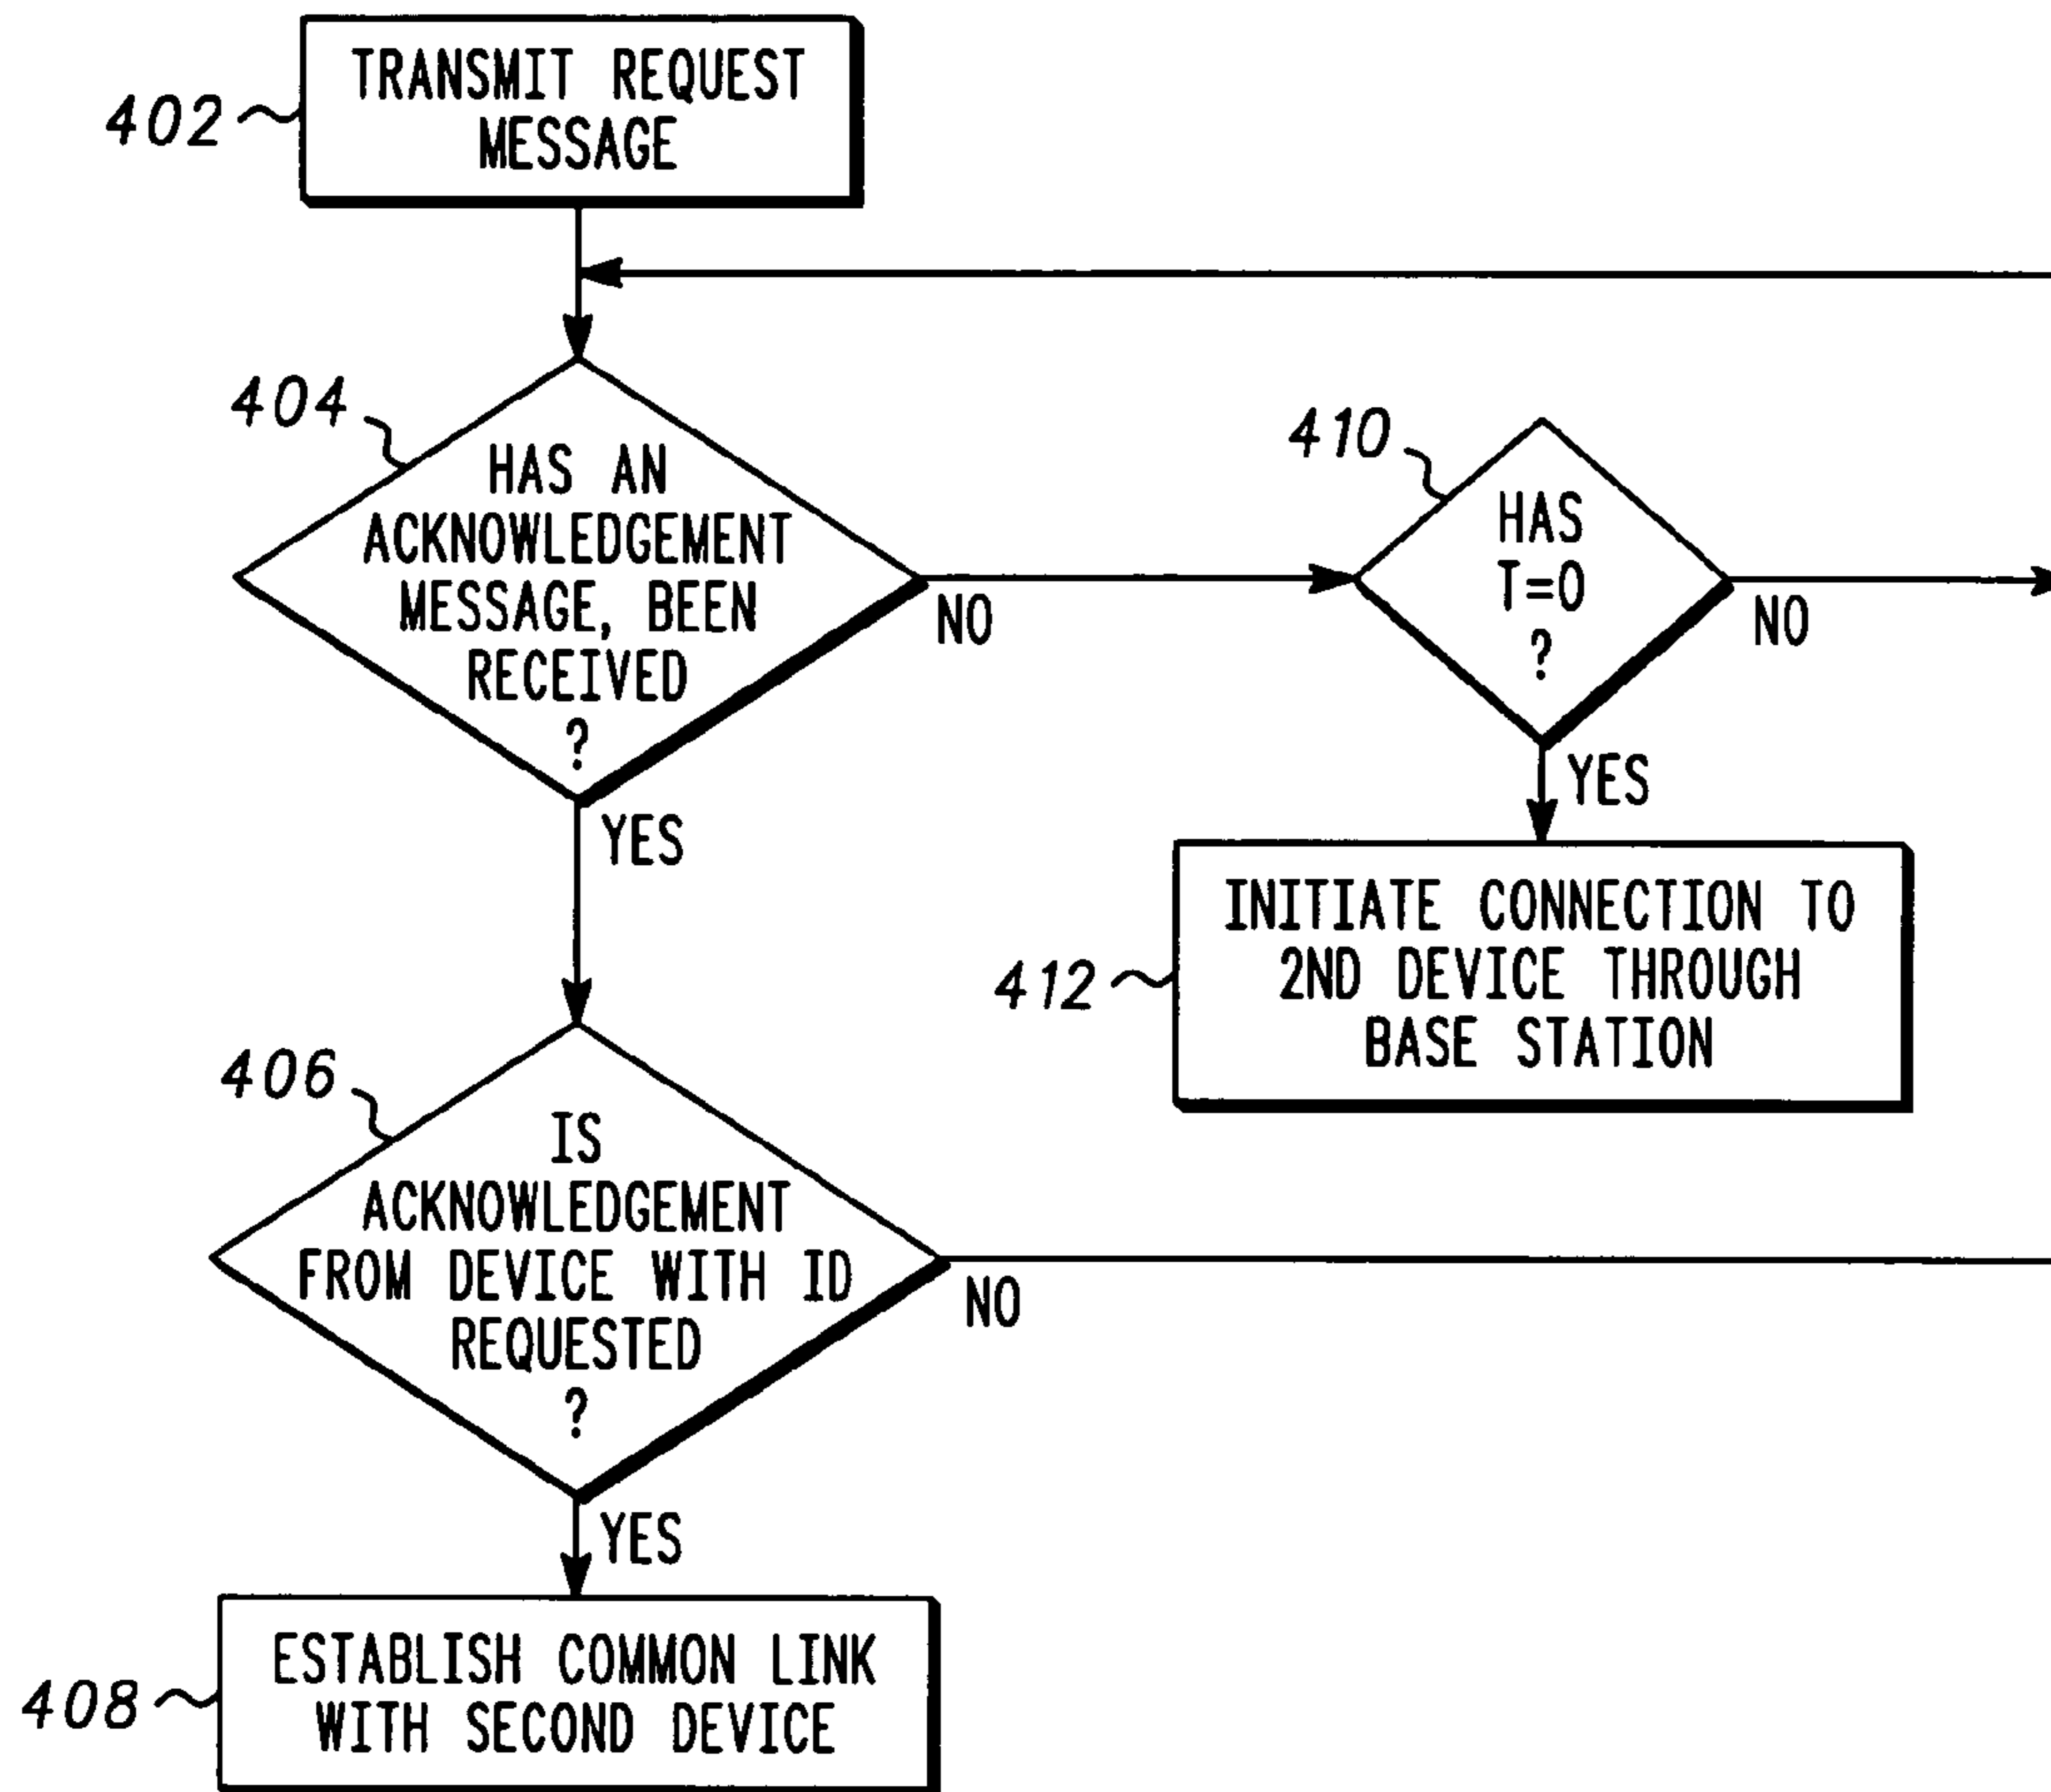 402
TRANSMIT REQUEST
MESSAGE
404
HAS AN
ACKNOWLEDGEMENT
MESSAGE, BEEN
RECEIVED
?
NO
YES
410
HAS
T=0
?
NO
YES
412
INITIATE CONNECTION TO
2ND DEVICE THROUGH
BASE STATION
406
IS
ACKNOWLEDGEMENT
FROM DEVICE WITH ID
REQUESTED
?
NO
YES
408
ESTABLISH COMMON LINK
WITH SECOND DEVICE